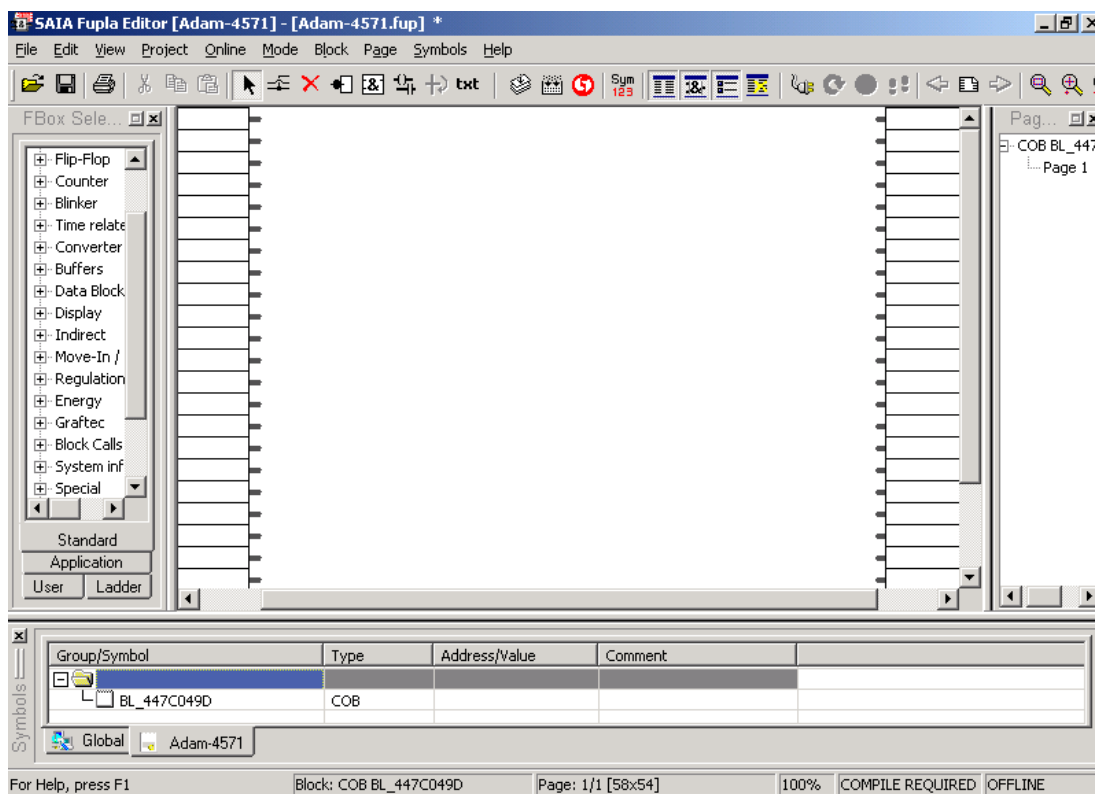 SAIA Fupla Editor [Adam-4571] - [Adam-4571.fup] *
File Edit View Project Online Mode Block Page Symbols Help
txt Sym 123
FBox Sele...
Pag...
Flip-Flop
Counter
Blinker
Time relate
Converter
Buffers
Data Block
Display
Indirect
Move-In /
Regulation
Energy
Graftec
Block Calls
System inf
Special
Standard
Application
User Ladder
COB BL_447
Page 1
Symbols
Group/Symbol Type Address/Value Comment
BL_447C049D COB
Global Adam-4571
For Help, press F1 Block: COB BL_447C049D Page: 1/1 [58x54] 100% COMPILE REQUIRED OFFLINE